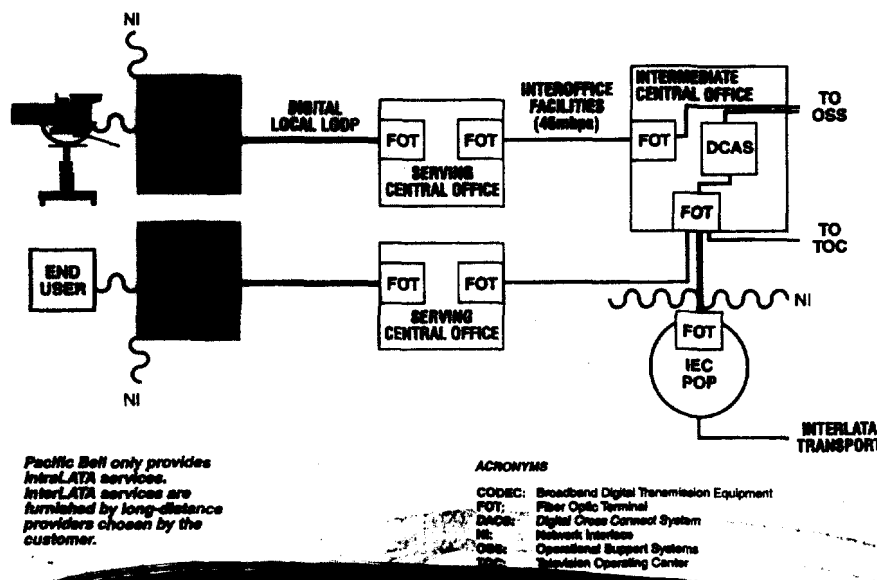 NI
DIGITAL
LOCAL LOOP
FOT
FOT
SERVING
CENTRAL OFFICE
INTEROFFICE
FACILITIES
(45mbps)
INTERMEDIATE
CENTRAL OFFICE
FOT
DCAS
FOT
TO
OSS
TO
TOC
END
USER
NI
FOT
FOT
SERVING
CENTRAL OFFICE
NI
FOT
IEC
POP
INTERLATA
TRANSPORT
Pacific Bell only provides
intraLATA services.
InterLATA services are
furnished by long-distance
providers chosen by the
customer.
ACRONYMS
CODEC: Broadband Digital Transmission Equipment
FOT: Fiber Optic Terminal
DACS: Digital Cross Connect System
NI: Network Interface
OSS: Operational Support Systems
TOC: Television Operating Center